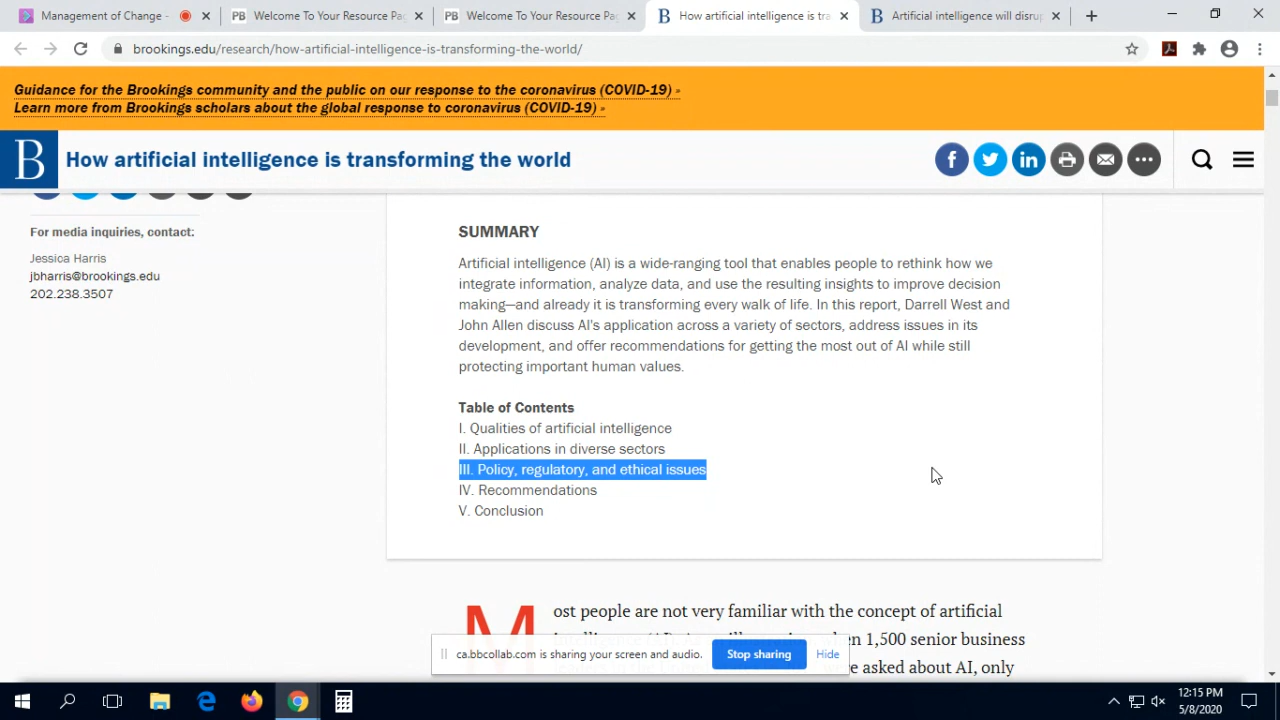 Management of Change -
Welcome To Your Resource Pa
Welcome To Your Resource Pa
How artificial intelligence is tra
Artificial intelligence will disrup
brookings.edu/research/how-artificial-intelligence-is-transforming-the-world/
Guidance for the Brookings community and the public on our response to the coronavirus (COVID-19) »
Learn more from Brookings scholars about the global response to coronavirus (COVID-19) »
B How artificial intelligence is transforming the world
For media inquiries, contact:
Jessica Harris
jbharris@brookings.edu
202.238.3507
SUMMARY
Artificial intelligence (AI) is a wide-ranging tool that enables people to rethink how we
integrate information, analyze data, and use the resulting insights to improve decision
making—and already it is transforming every walk of life. In this report, Darrell West and
John Allen discuss AI's application across a variety of sectors, address issues in its
development, and offer recommendations for getting the most out of AI while still
protecting important human values.
Table of Contents
I. Qualities of artificial intelligence
II. Applications in diverse sectors
III. Policy, regulatory, and ethical issues
IV. Recommendations
V. Conclusion
Most people are not very familiar with the concept of artificial
1,500 senior business
were asked about AI, only
ca.bbcollab.com is sharing your screen and audio.
Stop sharing
Hide
12:15 PM
5/8/2020